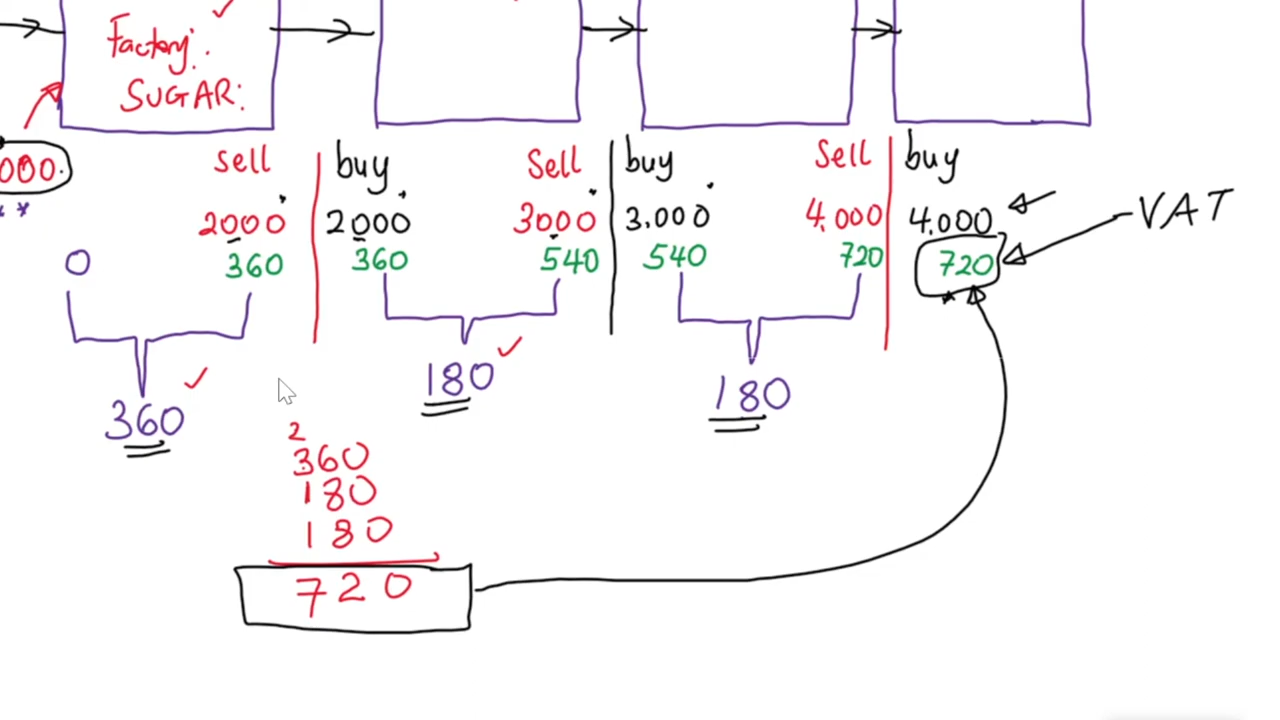 Factory:
SUGAR:
000.
sell buy Sell buy Sell buy
2000 2000 3000 3.000 4.000 4.000
VAT
0 360 360 540 540 720 720
360 180 180
2
360
180
180
720